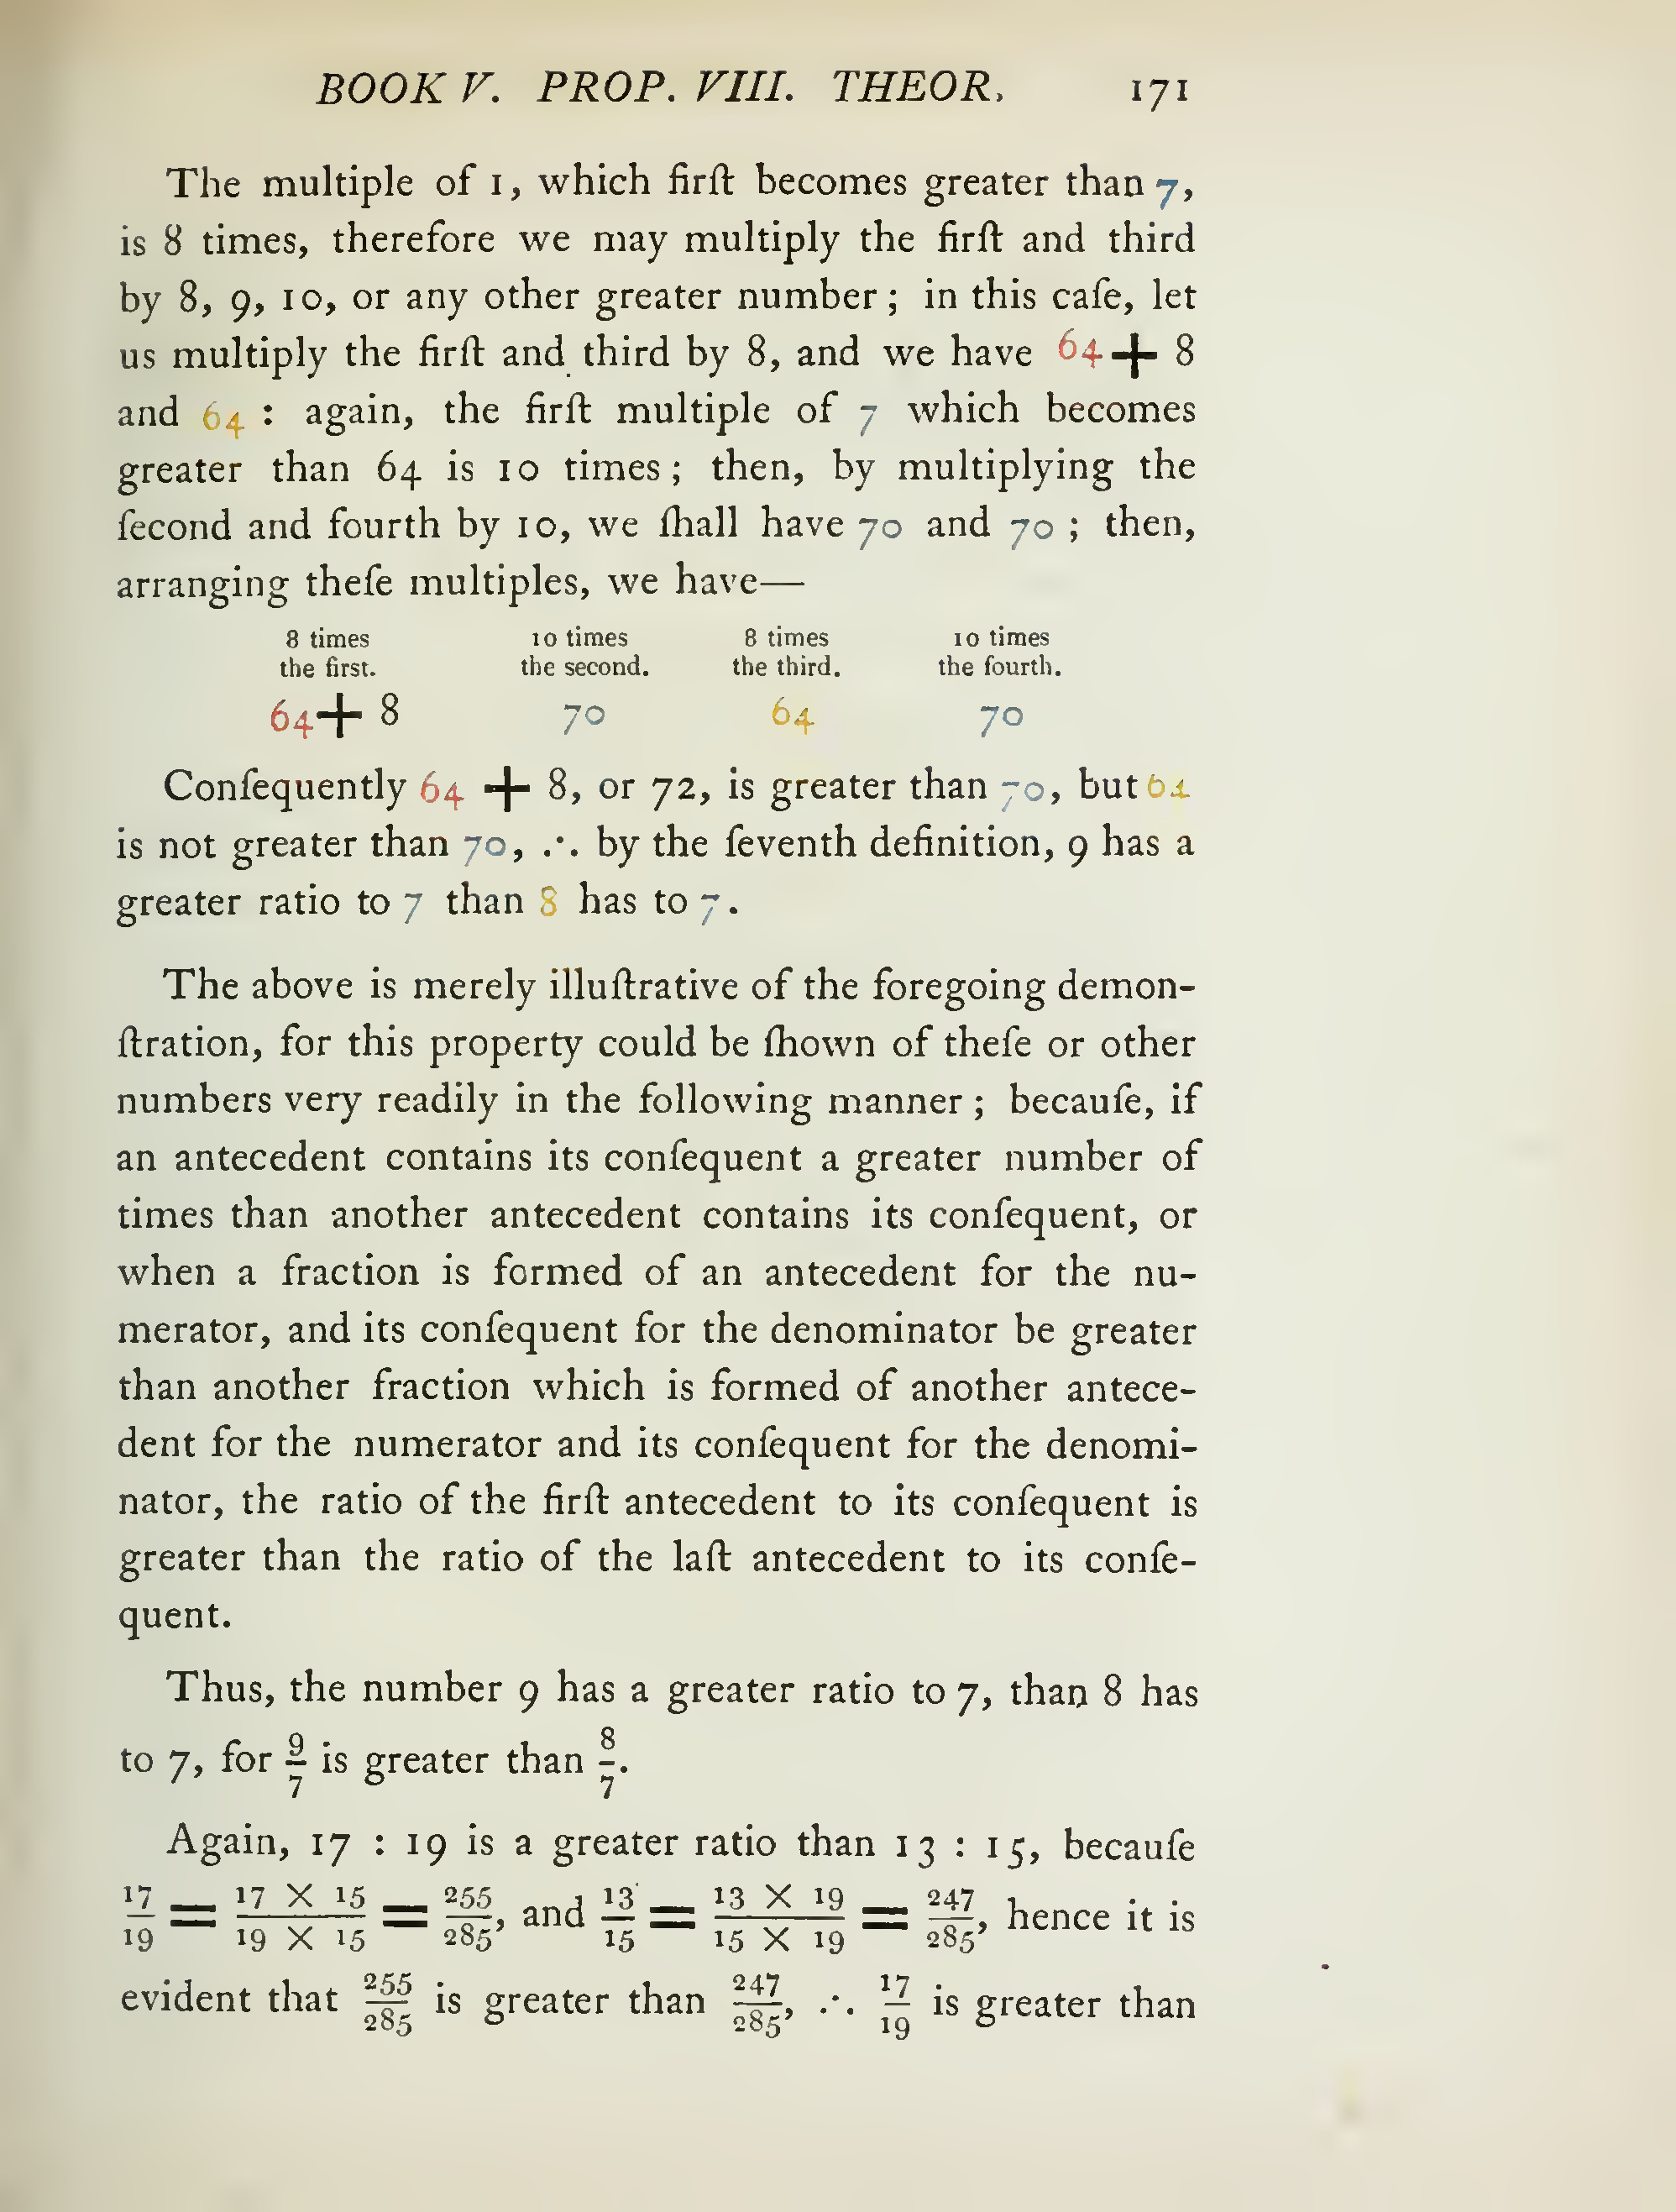 BOOK V. PROP. VIII. THEOR. 171
The multiple of 1, which firſt becomes greater than 7,
is 8 times, therefore we may multiply the firſt and third
by 8, 9, 10, or any other greater number; in this caſe, let
us multiply the firſt and third by 8, and we have 64 + 8
and 64 : again, the firſt multiple of 7 which becomes
greater than 64 is 10 times; then, by multiplying the
ſecond and fourth by 10, we ſhall have 70 and 70 ; then,
arranging theſe multiples, we have—
8 times 10 times 8 times 10 times
the first. the second. the third. the fourth.
64 + 8 70 64 70
Conſequently 64 + 8, or 72, is greater than 70, but 64
is not greater than 70, ∴ by the ſeventh definition, 9 has a
greater ratio to 7 than 8 has to 7.
The above is merely illuſtrative of the foregoing demon-
ſtration, for this property could be ſhown of theſe or other
numbers very readily in the following manner; becauſe, if
an antecedent contains its conſequent a greater number of
times than another antecedent contains its conſequent, or
when a fraction is formed of an antecedent for the nu-
merator, and its conſequent for the denominator be greater
than another fraction which is formed of another antece-
dent for the numerator and its conſequent for the denomi-
nator, the ratio of the firſt antecedent to its conſequent is
greater than the ratio of the laſt antecedent to its conſe-
quent.
Thus, the number 9 has a greater ratio to 7, than 8 has
to 7, for 9/7 is greater than 8/7.
Again, 17 : 19 is a greater ratio than 13 : 15, becauſe
17/19 = 17 × 15/19 × 15 = 255/285, and 13/15 = 13 × 19/15 × 19 = 247/285, hence it is
evident that 255/285 is greater than 247/285, ∴ 17/19 is greater than